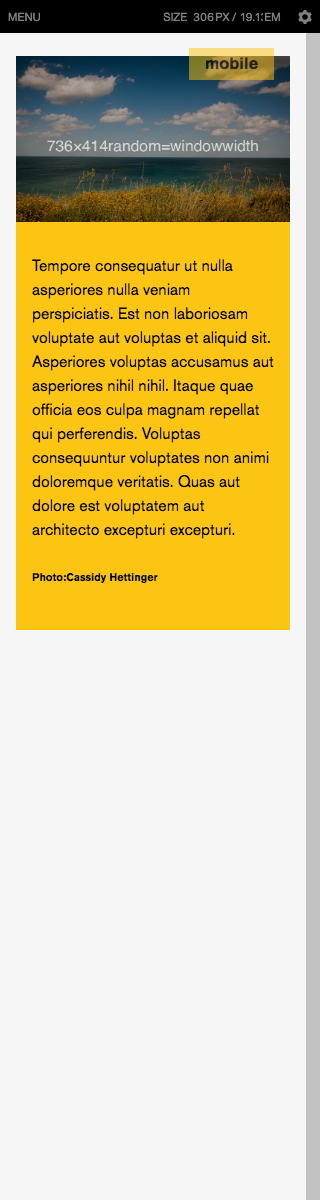 MENU
SIZE 306PX / 19.1
mobile
736×414random=windowwidth
Tempore consequatur ut nulla
asperiores nulla veniam
perspiciatis. Est non laboriosam
voluptate aut voluptas et aliquid sit.
Asperiores voluptas accusamus aut
asperiores nihil nihil. Itaque quae
officia eos culpa magnam repellat
qui perferendis. Voluptas
consequuntur voluptates non animi
doloremque veritatis. Quas aut
dolore est voluptatem aut
architecto excepturi excepturi.
Photo:Cassidy Hettinger